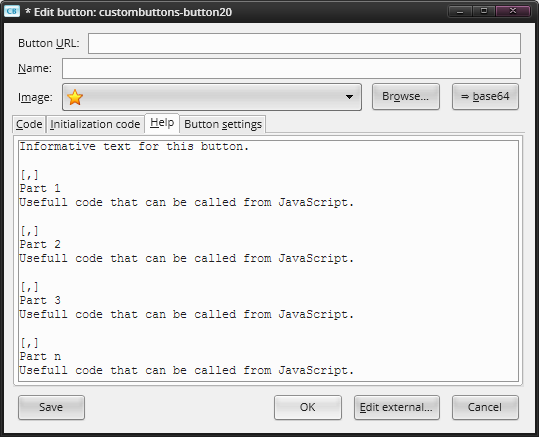 CB
* Edit button: custombuttons-button20
Button URL:
Name:
Image:
Browse...
⇒ base64
Code
Initialization code
Help
Button settings
Informative text for this button.
[,]
Part 1
Usefull code that can be called from JavaScript.
[,]
Part 2
Usefull code that can be called from JavaScript.
[,]
Part 3
Usefull code that can be called from JavaScript.
[,]
Part n
Usefull code that can be called from JavaScript.
Save
OK
Edit external...
Cancel